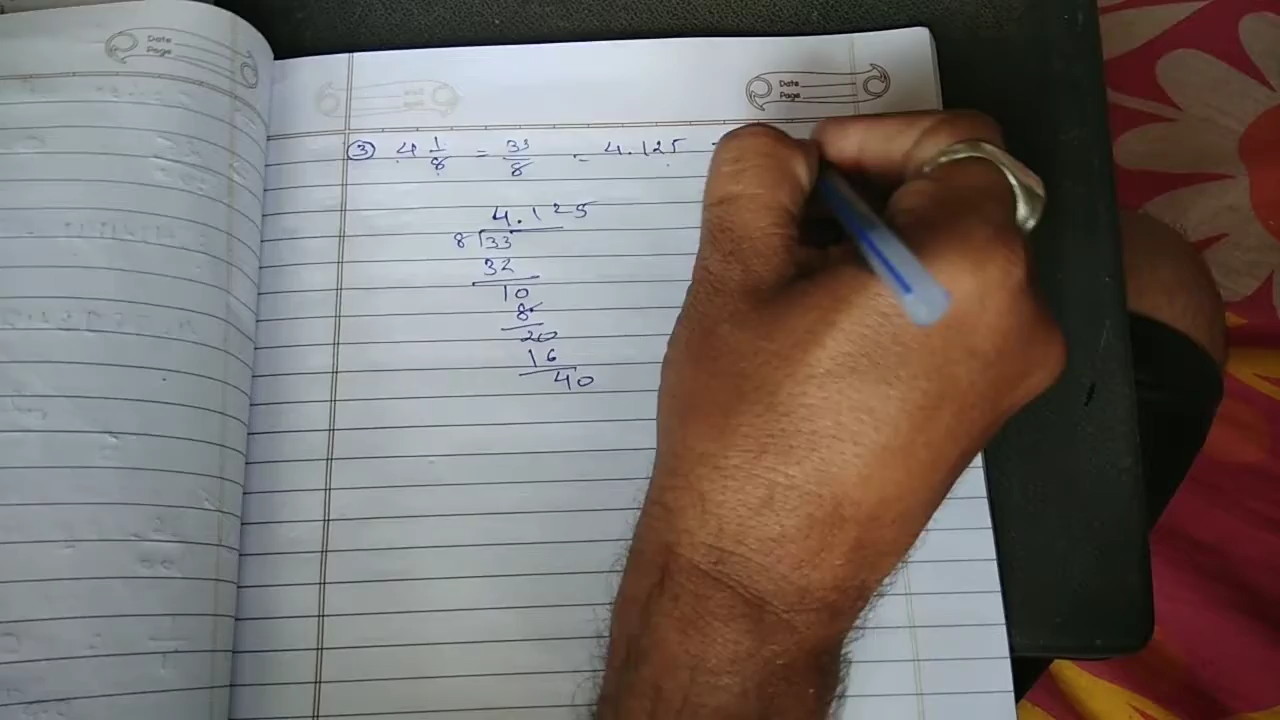 Date
Page
Date
Page
③ 4 1/8 = 33/8 = 4.125
4.125
8 33
32
10
8
20
16
40